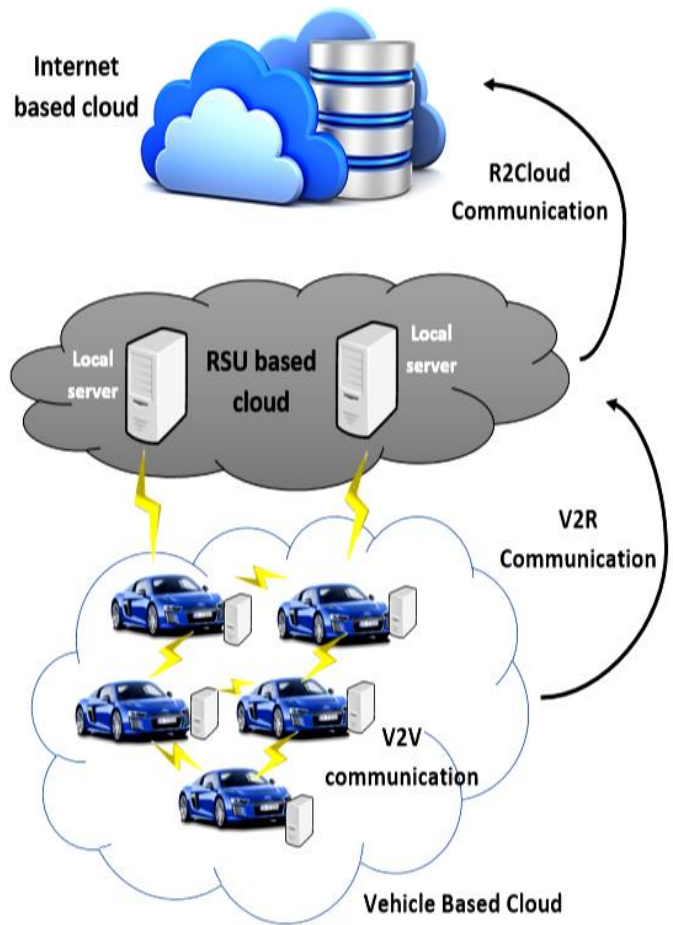 Internet
based cloud
R2Cloud
Communication
Local
server
RSU based
cloud
Local
server
V2R
Communication
V2V
communication
Vehicle Based Cloud